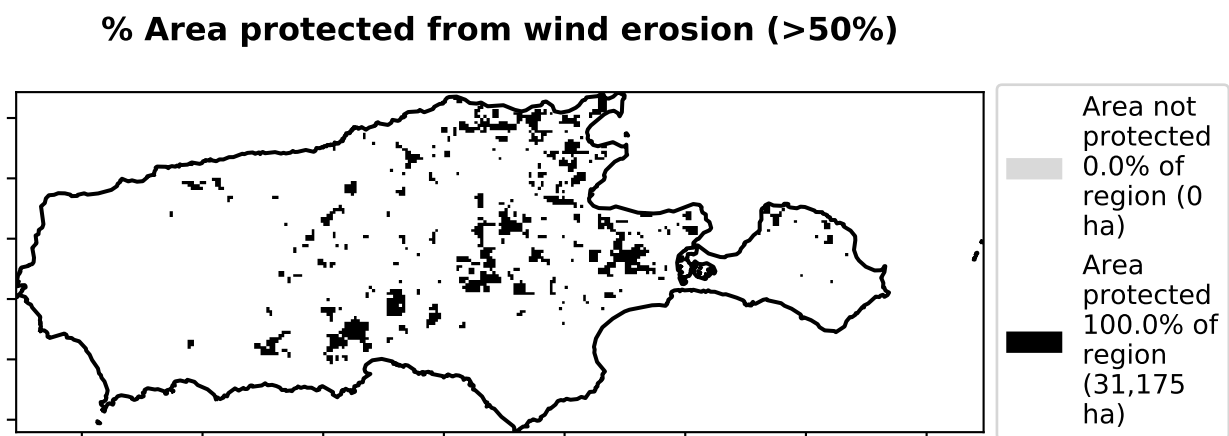 % Area protected from wind erosion (>50%)
Area not
protected
0.0% of
region (0
ha)
Area
protected
100.0% of
region
(31,175
ha)